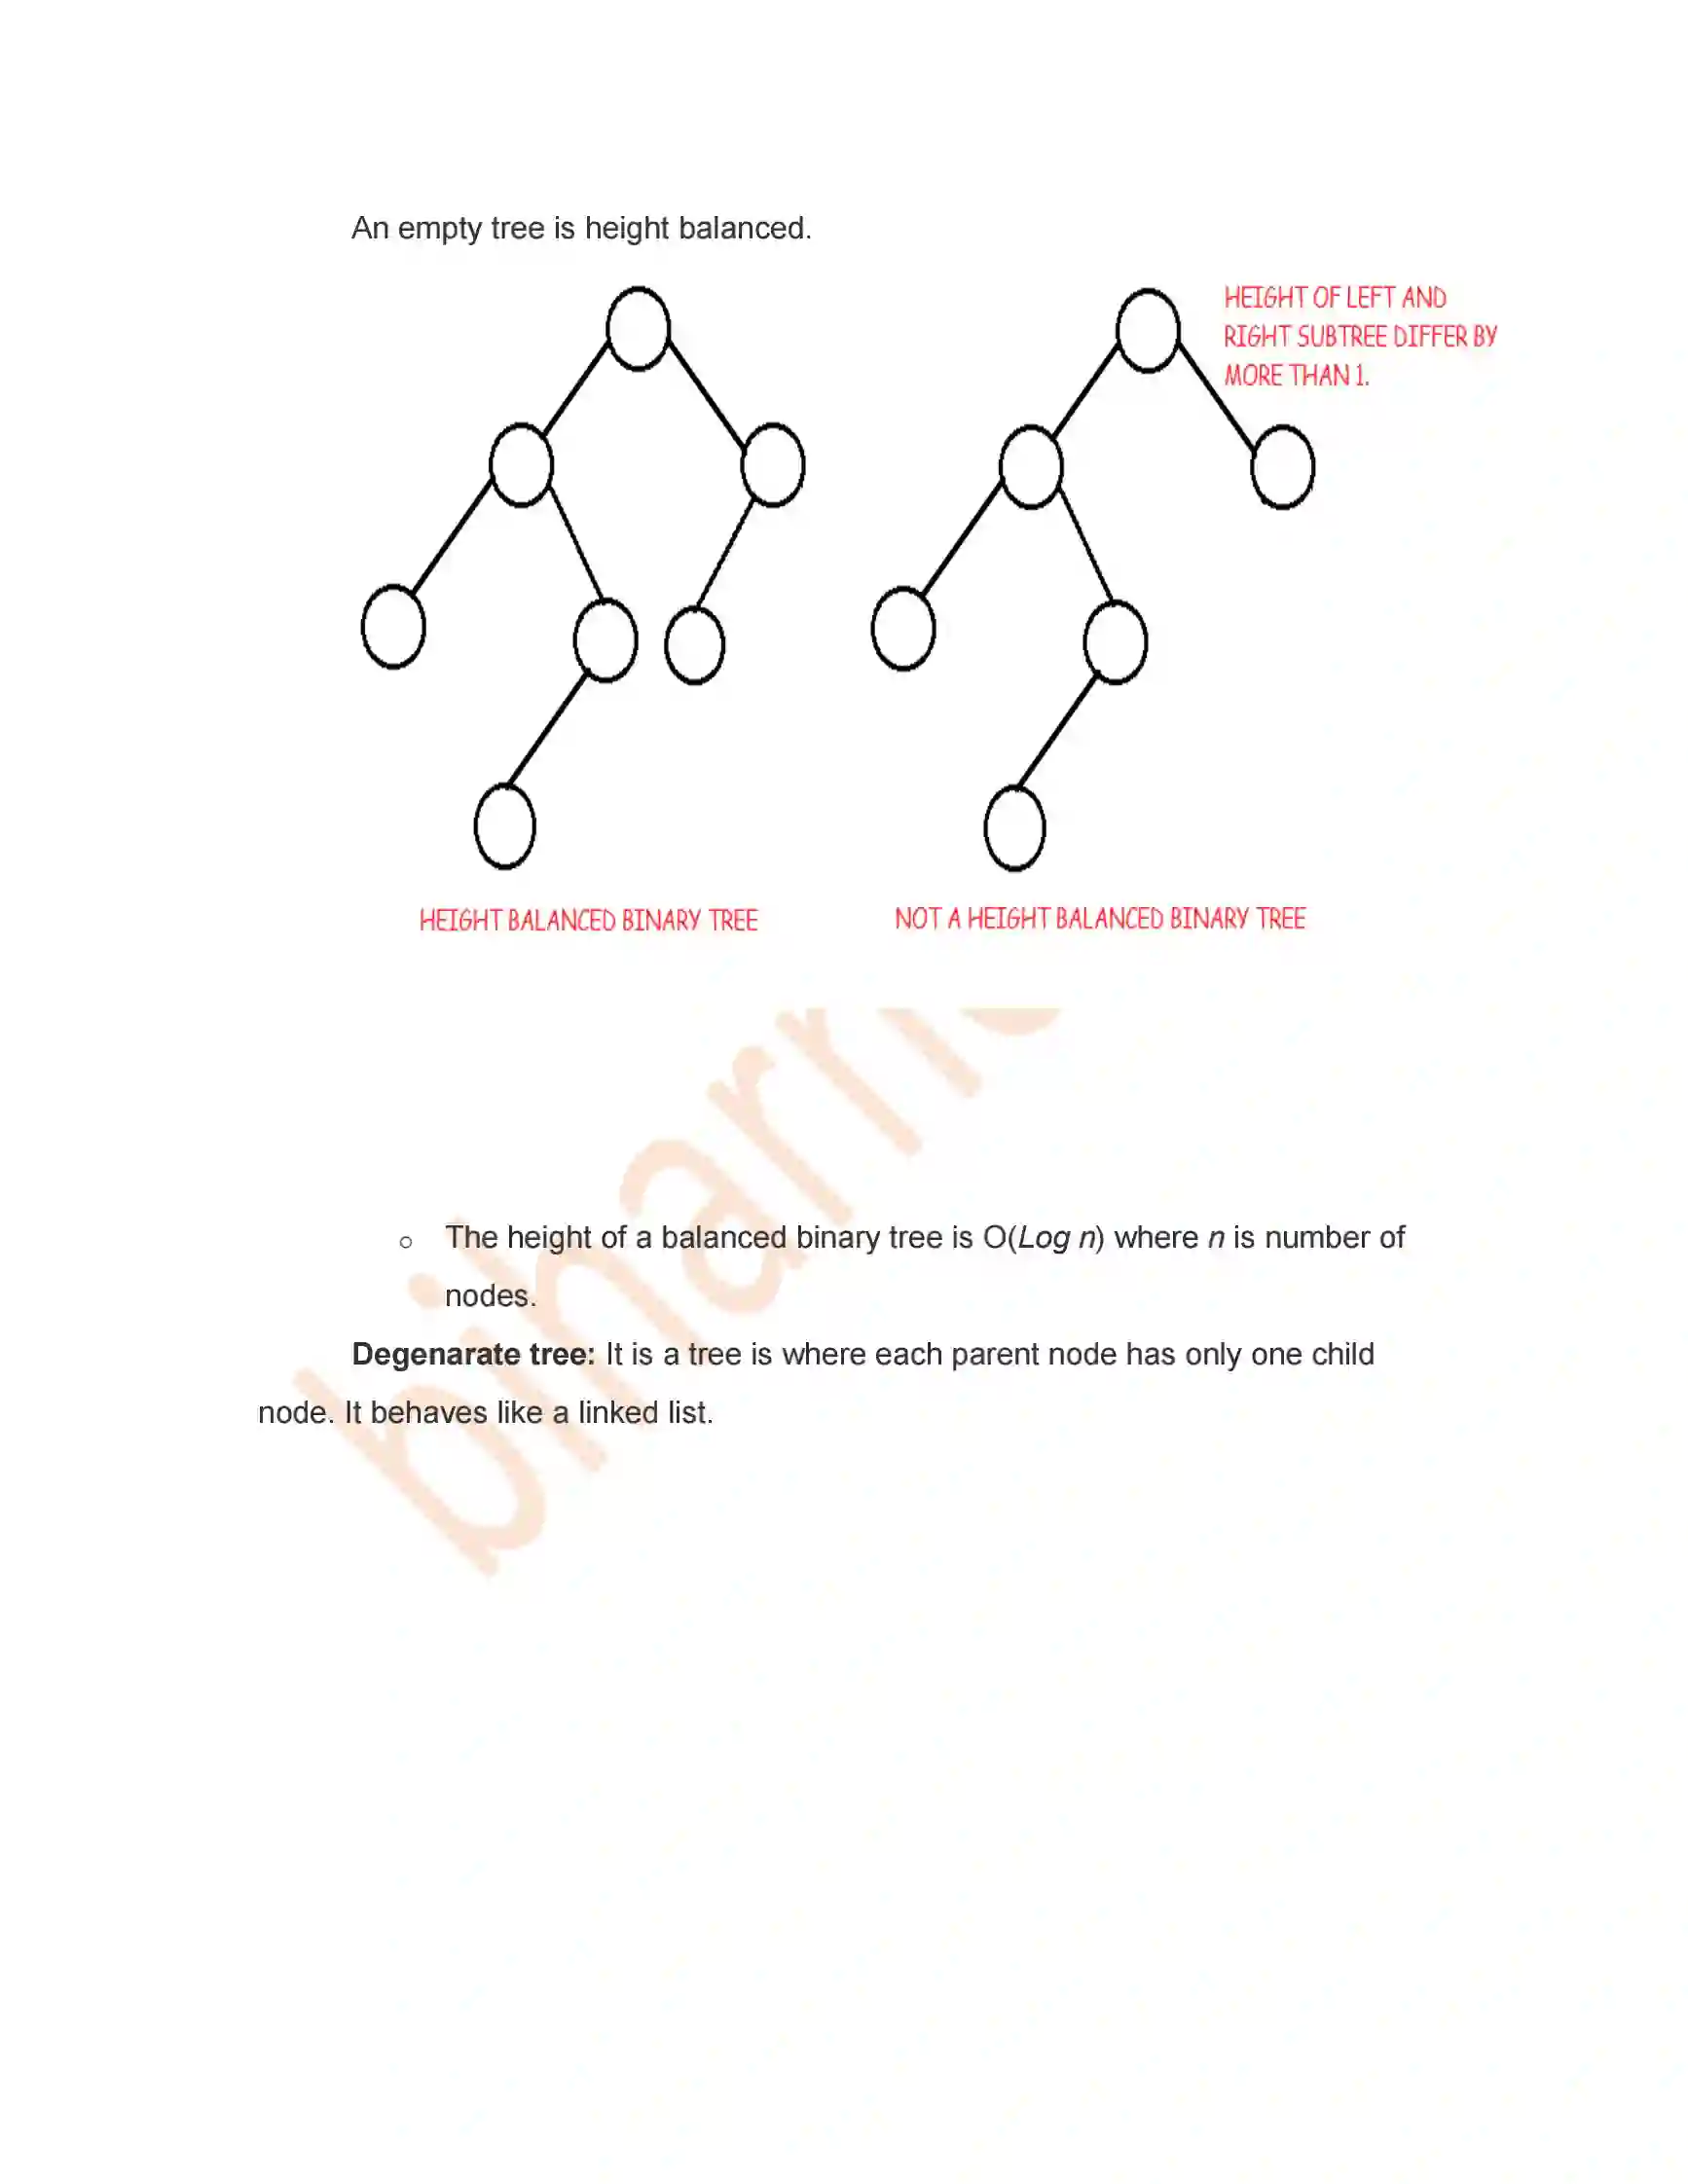 An empty tree is height balanced.
HEIGHT OF LEFT AND
RIGHT SUBTREE DIFFER BY
MORE THAN 1.
HEIGHT BALANCED BINARY TREE
NOT A HEIGHT BALANCED BINARY TREE
o The height of a balanced binary tree is O(Log n) where n is number of
nodes.
Degenarate tree: It is a tree is where each parent node has only one child
node. It behaves like a linked list.